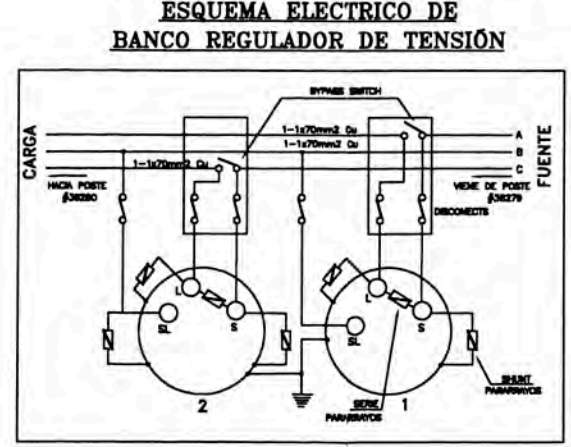 ESQUEMA ELECTRICO DE
BANCO REGULADOR DE TENSIÓN
BYPASS SWITCH
CARGA
FUENTE
1-1x70mm2 Cu
A
1-1x70mm2 Cu
B
1-1x70mm2 Cu
C
HACIA POSTE
VIENE DE POSTE
DISCONECTS
L
S
SL
L
S
SL
2
1
SERIE
PARARRAYOS
SHUNT
PARARRAYOS